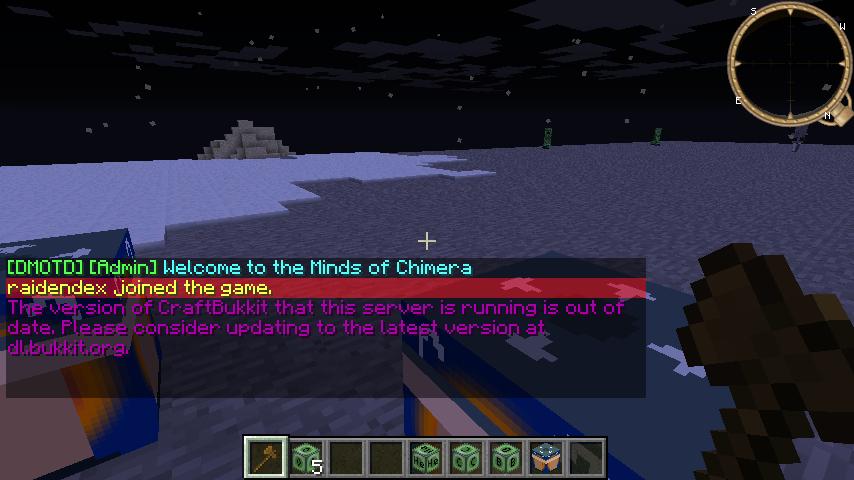 S
W
E
N
[DMOTD] [Admin] Welcome to the Minds of Chimera
raidendex joined the game.
The version of CraftBukkit that this server is running is out of
date. Please consider updating to the latest version at
dl.bukkit.org.
5